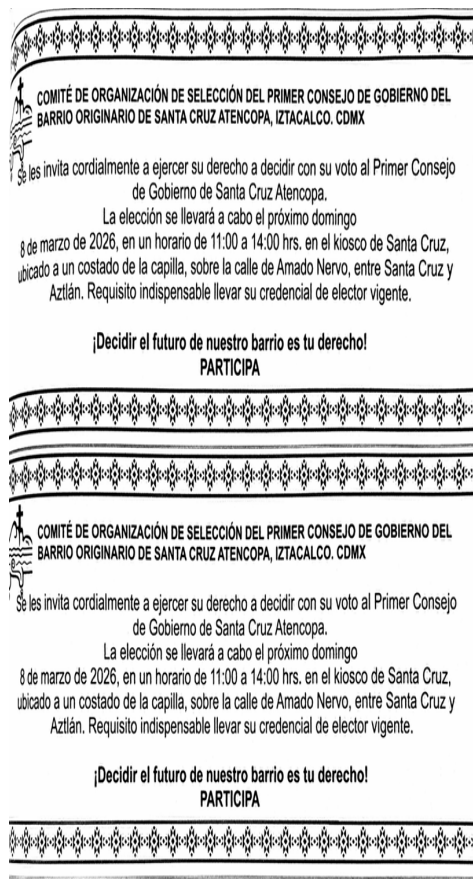 COMITÉ DE ORGANIZACIÓN DE SELECCIÓN DEL PRIMER CONSEJO DE GOBIERNO DEL
BARRIO ORIGINARIO DE SANTA CRUZ ATENCOPA, IZTACALCO. CDMX
Se les invita cordialmente a ejercer su derecho a decidir con su voto al Primer Consejo
de Gobierno de Santa Cruz Atencopa.
La elección se llevará a cabo el próximo domingo
8 de marzo de 2026, en un horario de 11:00 a 14:00 hrs. en el kiosco de Santa Cruz,
ubicado a un costado de la capilla, sobre la calle de Amado Nervo, entre Santa Cruz y
Aztlán. Requisito indispensable llevar su credencial de elector vigente.
¡Decidir el futuro de nuestro barrio es tu derecho!
PARTICIPA
COMITÉ DE ORGANIZACIÓN DE SELECCIÓN DEL PRIMER CONSEJO DE GOBIERNO DEL
BARRIO ORIGINARIO DE SANTA CRUZ ATENCOPA, IZTACALCO. CDMX
Se les invita cordialmente a ejercer su derecho a decidir con su voto al Primer Consejo
de Gobierno de Santa Cruz Atencopa.
La elección se llevará a cabo el próximo domingo
8 de marzo de 2026, en un horario de 11:00 a 14:00 hrs. en el kiosco de Santa Cruz,
ubicado a un costado de la capilla, sobre la calle de Amado Nervo, entre Santa Cruz y
Aztlán. Requisito indispensable llevar su credencial de elector vigente.
¡Decidir el futuro de nuestro barrio es tu derecho!
PARTICIPA